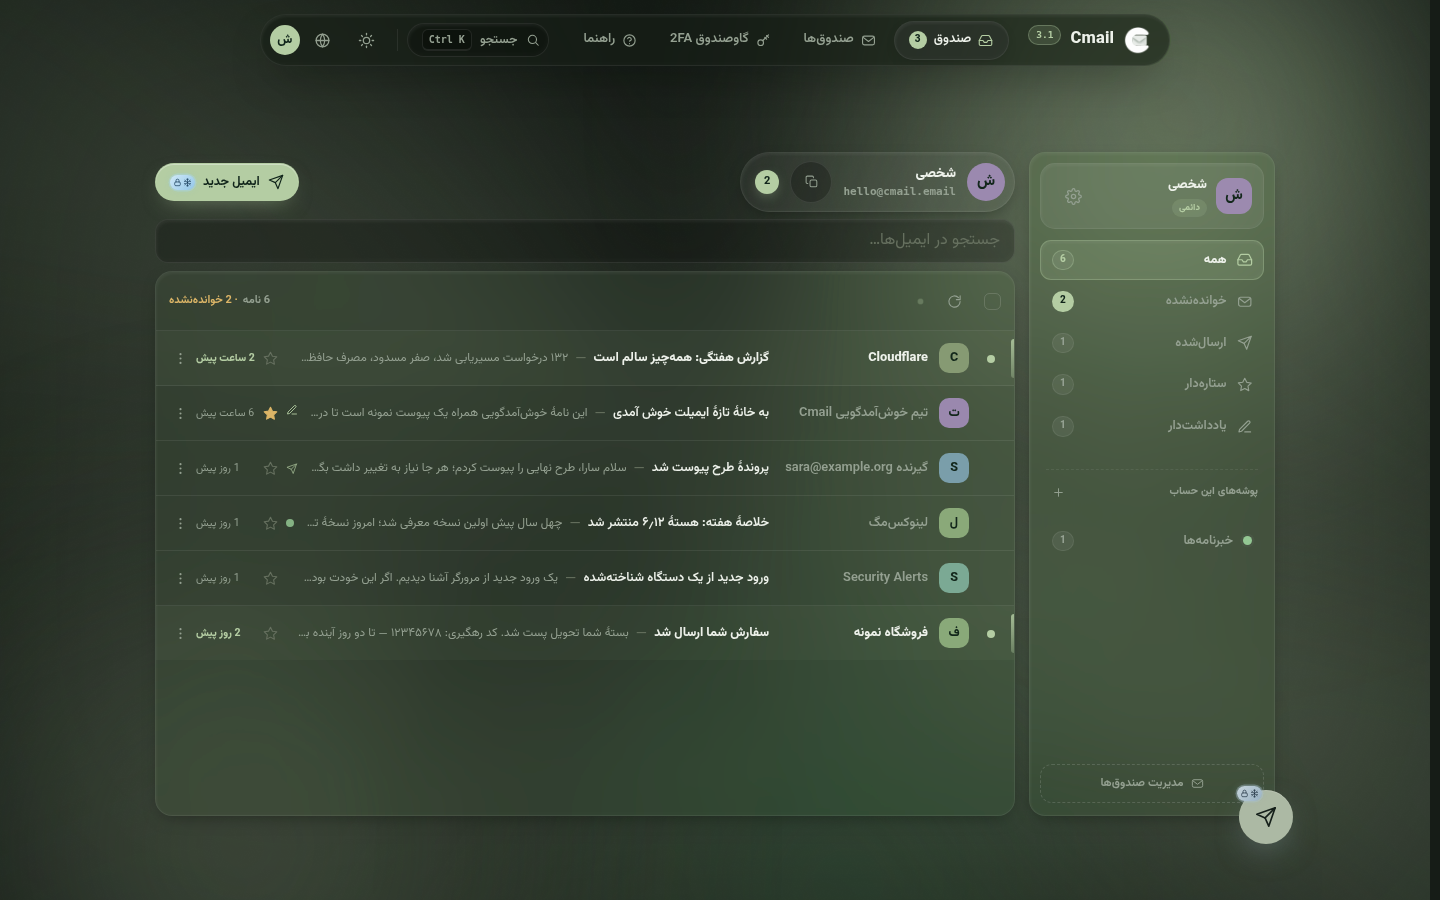 Cmail 3.1
صندوق 3
صندوق‌ها
گاوصندوق 2FA
راهنما
جستجو Ctrl K
ش
ش
شخصی
دائمی
همه 6
خوانده‌نشده 2
ارسال‌شده 1
ستاره‌دار 1
یادداشت‌دار 1
پوشه‌های این حساب
خبرنامه‌ها 1
مدیریت صندوق‌ها
ش
شخصی
hello@cmail.email
2
ایمیل جدید
جستجو در ایمیل‌ها...
6 نامه · 2 خوانده‌نشده
C Cloudflare گزارش هفتگی: همه‌چیز سالم است — ۱۳۲ درخواست مسیریابی شد، صفر مسدود، مصرف حافظ... 2 ساعت پیش
ت تیم خوش‌آمدگویی Cmail به خانهٔ تازهٔ ایمیلت خوش آمدی — این نامهٔ خوش‌آمدگویی همراه یک پیوست نمونه است تا در... 6 ساعت پیش
S گیرنده sara@example.org پروندهٔ طرح پیوست شد — سلام سارا، طرح نهایی را پیوست کردم؛ هر جا نیاز به تغییر داشت بگ... 1 روز پیش
ل لینوکس‌مگ خلاصهٔ هفته: هستهٔ ۶٫۱۲ منتشر شد — چهل سال پیش اولین نسخه معرفی شد؛ امروز نسخهٔ ت... 1 روز پیش
S Security Alerts ورود جدید از یک دستگاه شناخته‌شده — یک ورود جدید از مرورگر آشنا دیدیم. اگر این خودت بود... 1 روز پیش
ف فروشگاه نمونه سفارش شما ارسال شد — بستهٔ شما تحویل پست شد. کد رهگیری: ۱۲۳۴۵۶۷۸ — تا دو روز آینده ب... 2 روز پیش